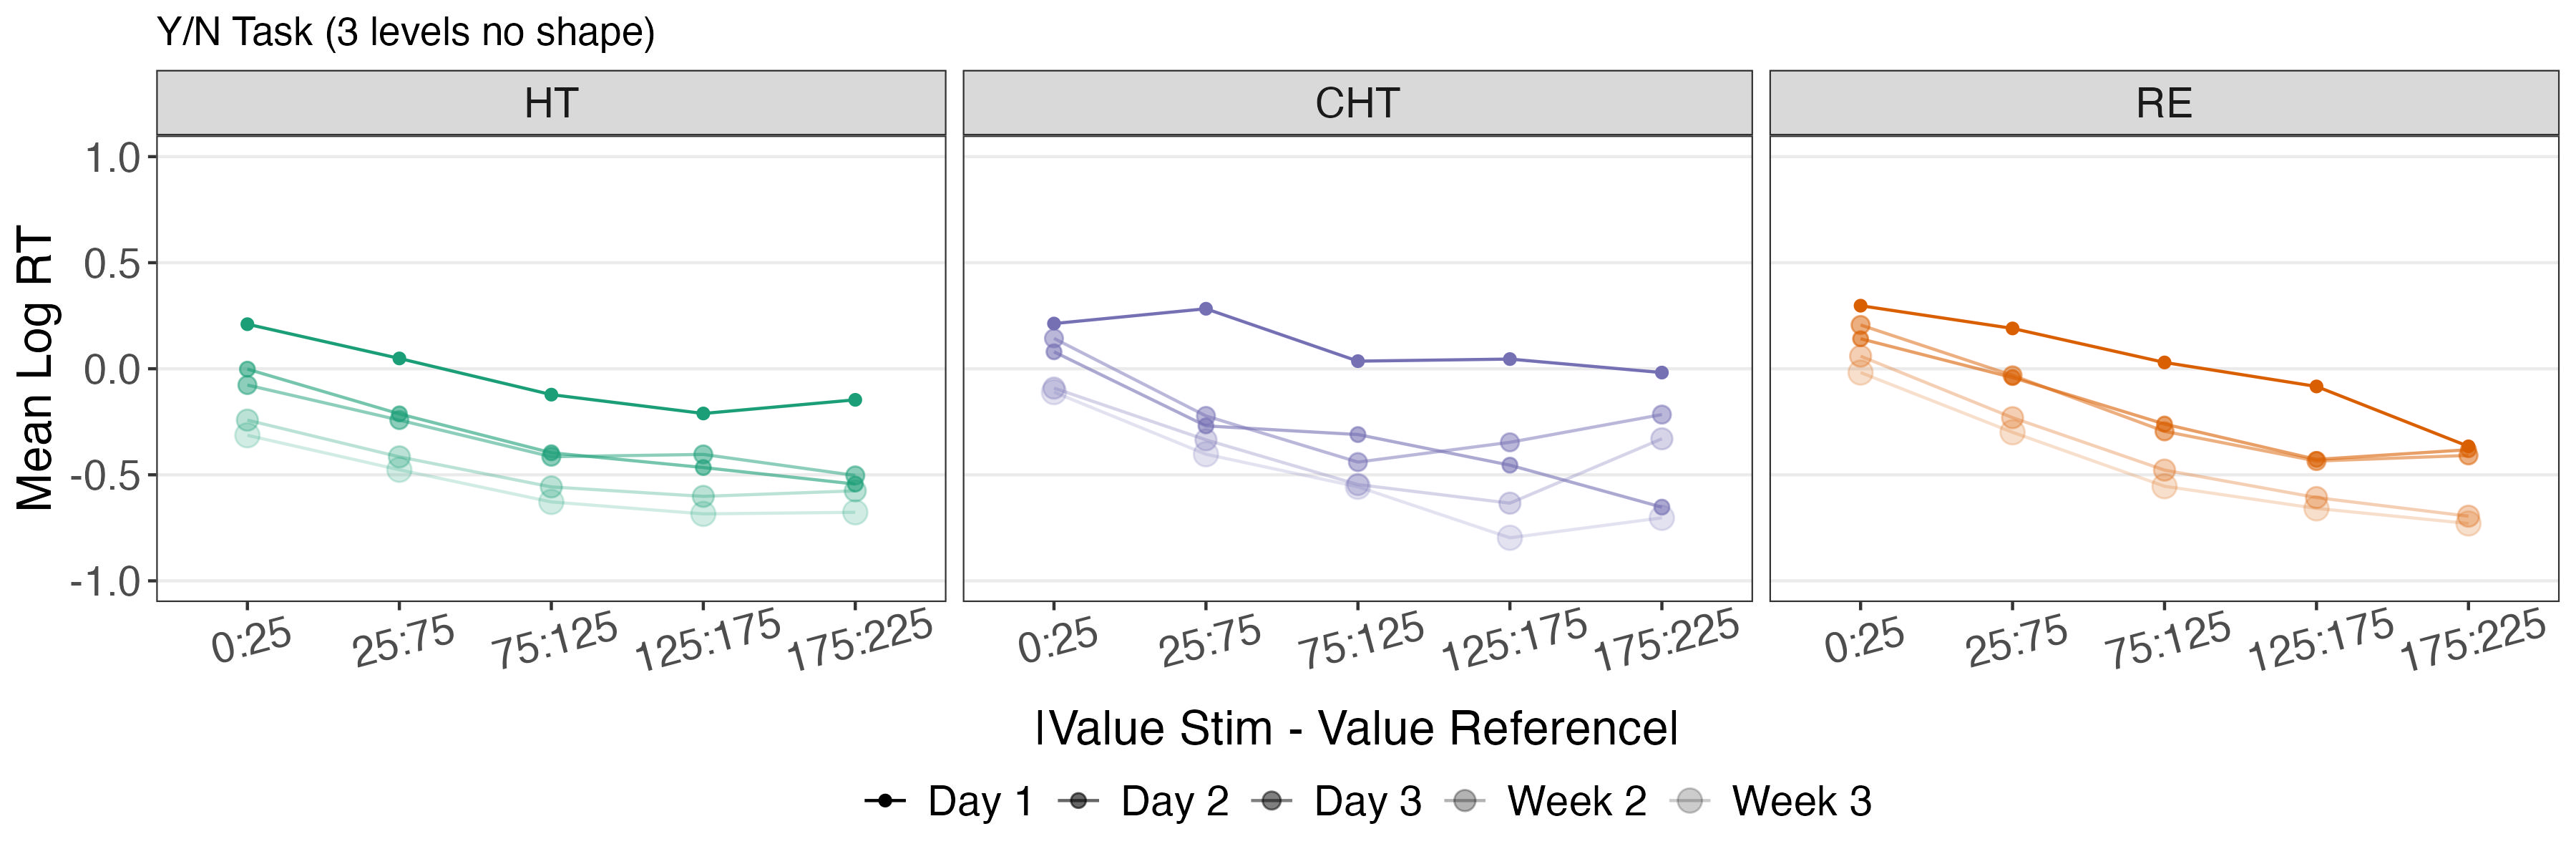 Y/N Task (3 levels no shape)
HT CHT RE
1.0
0.5
0.0
-0.5
-1.0
Mean Log RT
0:25 25:75 75:125 125:175 175:225 0:25 25:75 75:125 125:175 175:225 0:25 25:75 75:125 125:175 175:225
|Value Stim - Value Reference|
Day 1 Day 2 Day 3 Week 2 Week 3